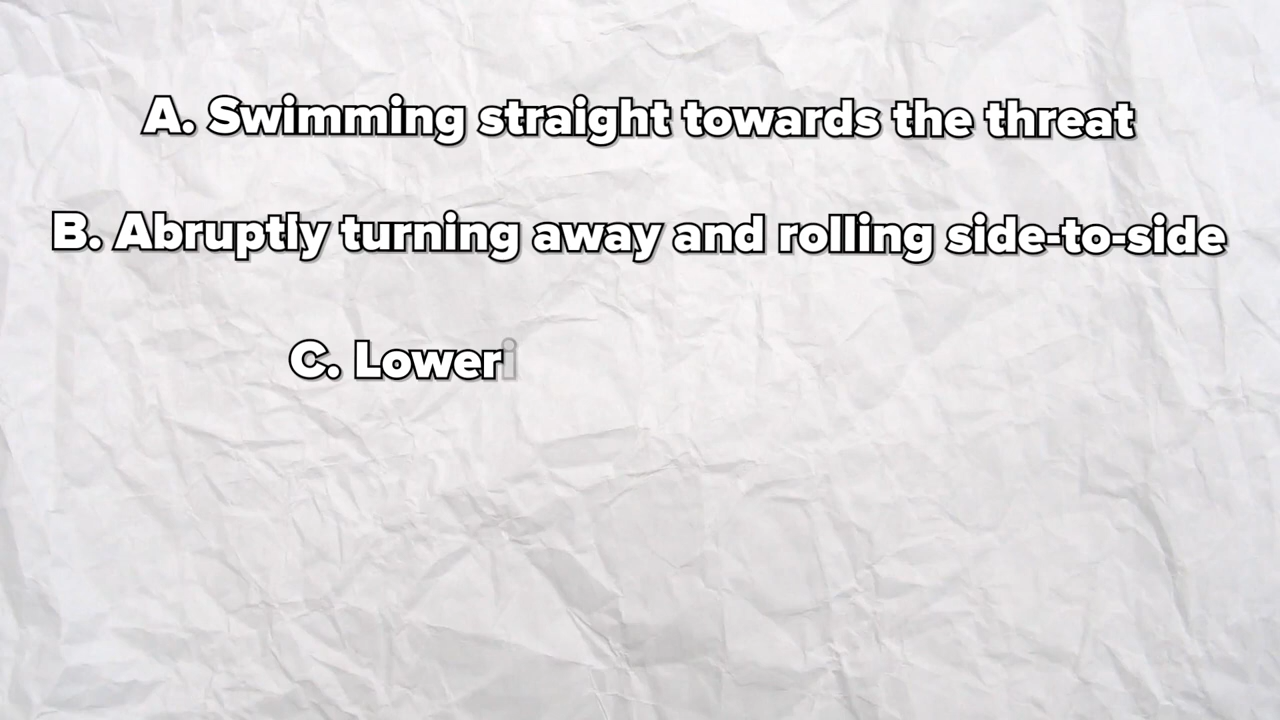 A. Swimming straight towards the threat
B. Abruptly turning away and rolling side-to-side
C. Loweri